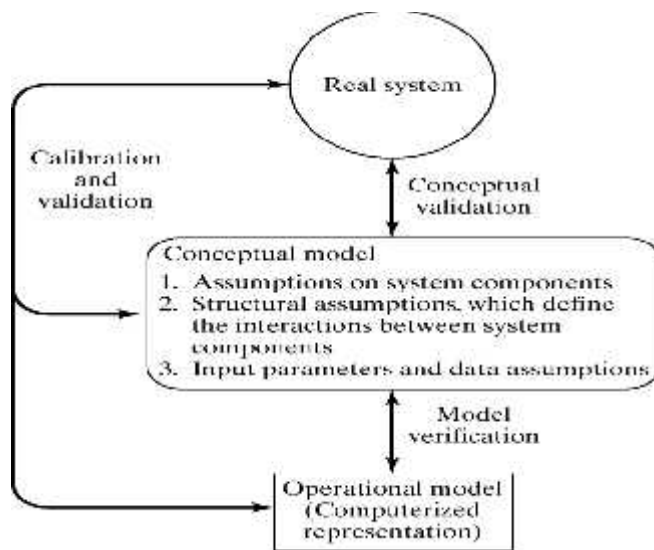 Real system
Calibration
and
validation
Conceptual
validation
Conceptual model
1. Assumptions on system components
2. Structural assumptions, which define
the interactions between system
components
3. Input parameters and data assumptions
Model
verification
Operational model
(Computerized
representation)